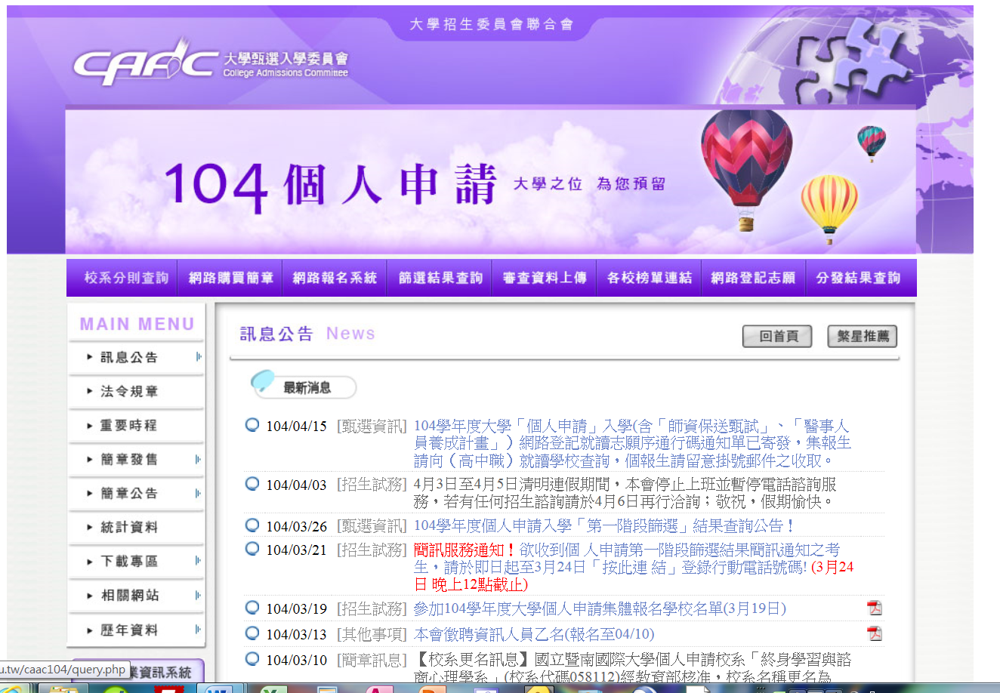 大學招生委員會聯合會
CAAC 大學甄選入學委員會
College Admissions Committee
104 個人申請 大學之位 為您預留
校系分則查詢 網路購買簡章 網路報名系統 篩選結果查詢 審查資料上傳 各校榜單連結 網路登記志願 分發結果查詢
MAIN MENU
訊息公告
法令規章
重要時程
簡章發售
簡章公告
統計資料
下載專區
相關網站
歷年資料
業資訊系統
訊息公告 News
回首頁 繁星推薦
最新消息
104/04/15 [甄選資訊] 104學年度大學「個人申請」入學(含「師資保送甄試」、「醫事人
員養成計畫」）網路登記就讀志願序通行碼通知單已寄發，集報生
請向（高中職）就讀學校查詢，個報生請留意掛號郵件之收取。
104/04/03 [招生試務] 4月3日至4月5日清明連假期間，本會停止上班並暫停電話諮詢服
務，若有任何招生諮詢請於4月6日再行洽詢；敬祝，假期愉快。
104/03/26 [甄選資訊] 104學年度個人申請入學「第一階段篩選」結果查詢公告！
104/03/21 [招生試務] 簡訊服務通知！欲收到個 人申請第一階段篩選結果簡訊通知之考
生，請於即日起至3月24日「按此連 結」登錄行動電話號碼! (3月24
日 晚上12點截止)
104/03/19 [招生試務] 參加104學年度大學個人申請集體報名學校名單(3月19日)
104/03/13 [其他事項] 本會徵聘資訊人員乙名(報名至04/10)
104/03/10 [簡章訊息] 【校系更名訊息】國立暨南國際大學個人申請校系「終身學習與諮
商心理學系」(校系代碼058112)經教育部核准，校系名稱更名為
u.tw/caac104/query.php